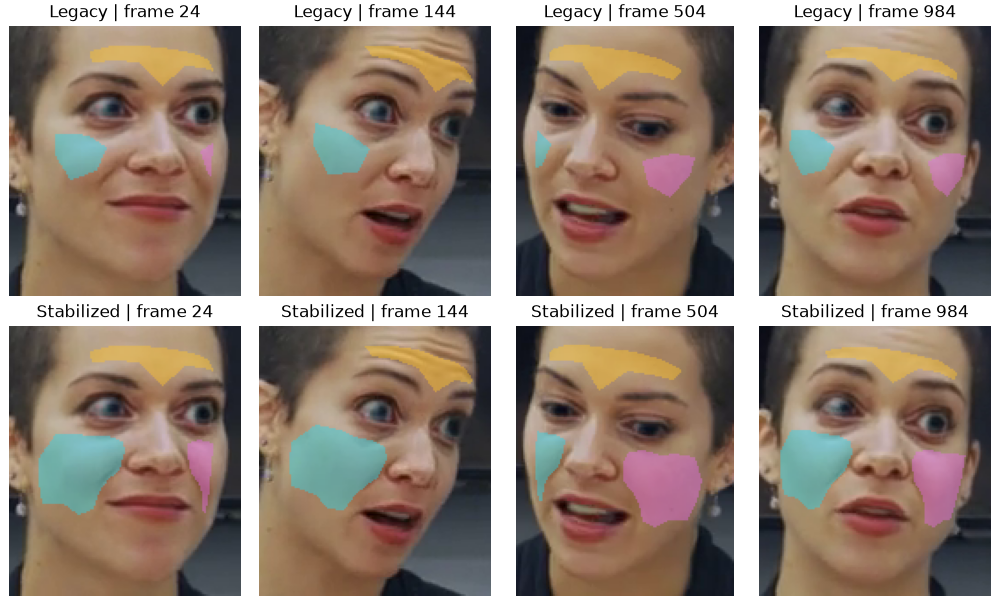 Legacy | frame 24
Legacy | frame 144
Legacy | frame 504
Legacy | frame 984
Stabilized | frame 24
Stabilized | frame 144
Stabilized | frame 504
Stabilized | frame 984